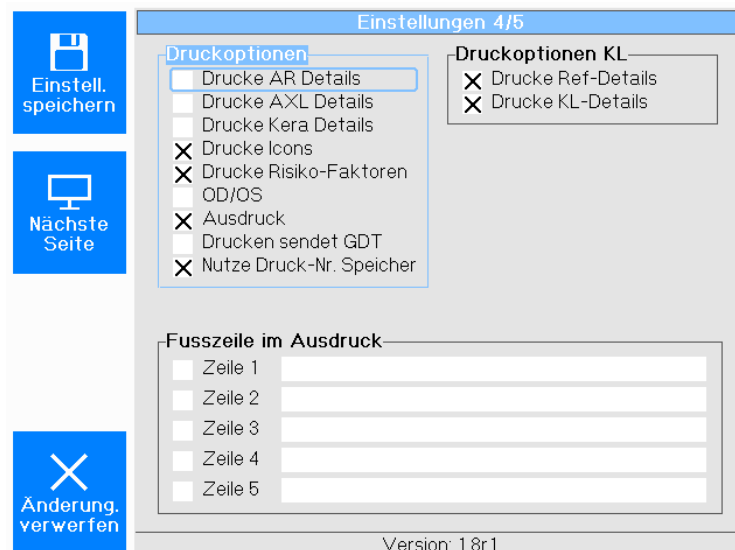 Einstellungen 4/5
Einstell.
speichern
Nächste
Seite
Änderung.
verwerfen
Druckoptionen
Drucke AR Details
Drucke AXL Details
Drucke Kera Details
Drucke Icons
Drucke Risiko-Faktoren
OD/OS
Ausdruck
Drucken sendet GDT
Nutze Druck-Nr. Speicher
Druckoptionen KL
Drucke Ref-Details
Drucke KL-Details
Fusszeile im Ausdruck
Zeile 1
Zeile 2
Zeile 3
Zeile 4
Zeile 5
Version: 1.8r1